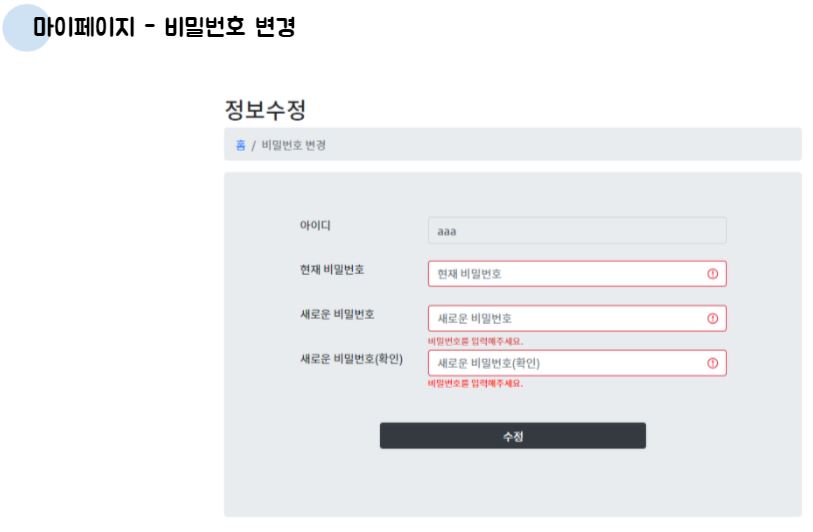 마이페이지 - 비밀번호 변경
정보수정
홈 / 비밀번호 변경
아이디
aaa
현재 비밀번호
현재 비밀번호
새로운 비밀번호
새로운 비밀번호
비밀번호를 입력해주세요.
새로운 비밀번호(확인)
새로운 비밀번호(확인)
비밀번호를 입력해주세요.
수정